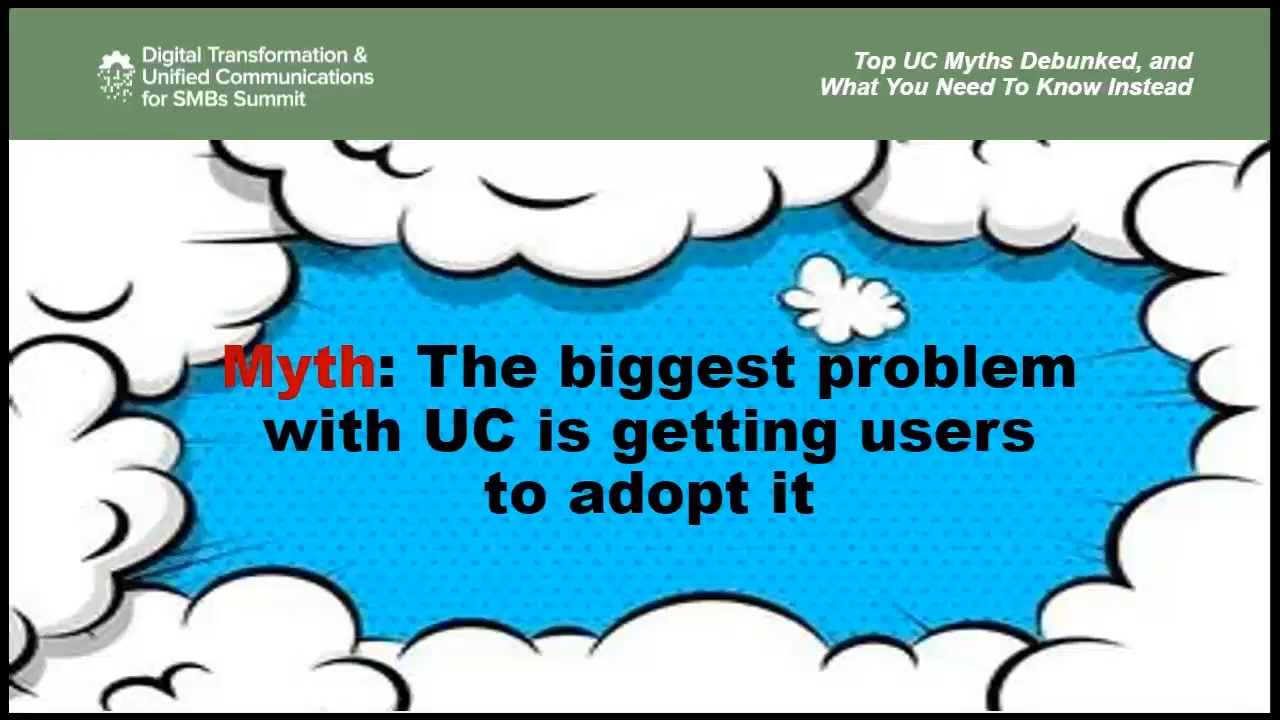 Digital Transformation &
Unified Communications
for SMBs Summit
Top UC Myths Debunked, and
What You Need To Know Instead
Myth: The biggest problem
with UC is getting users
to adopt it